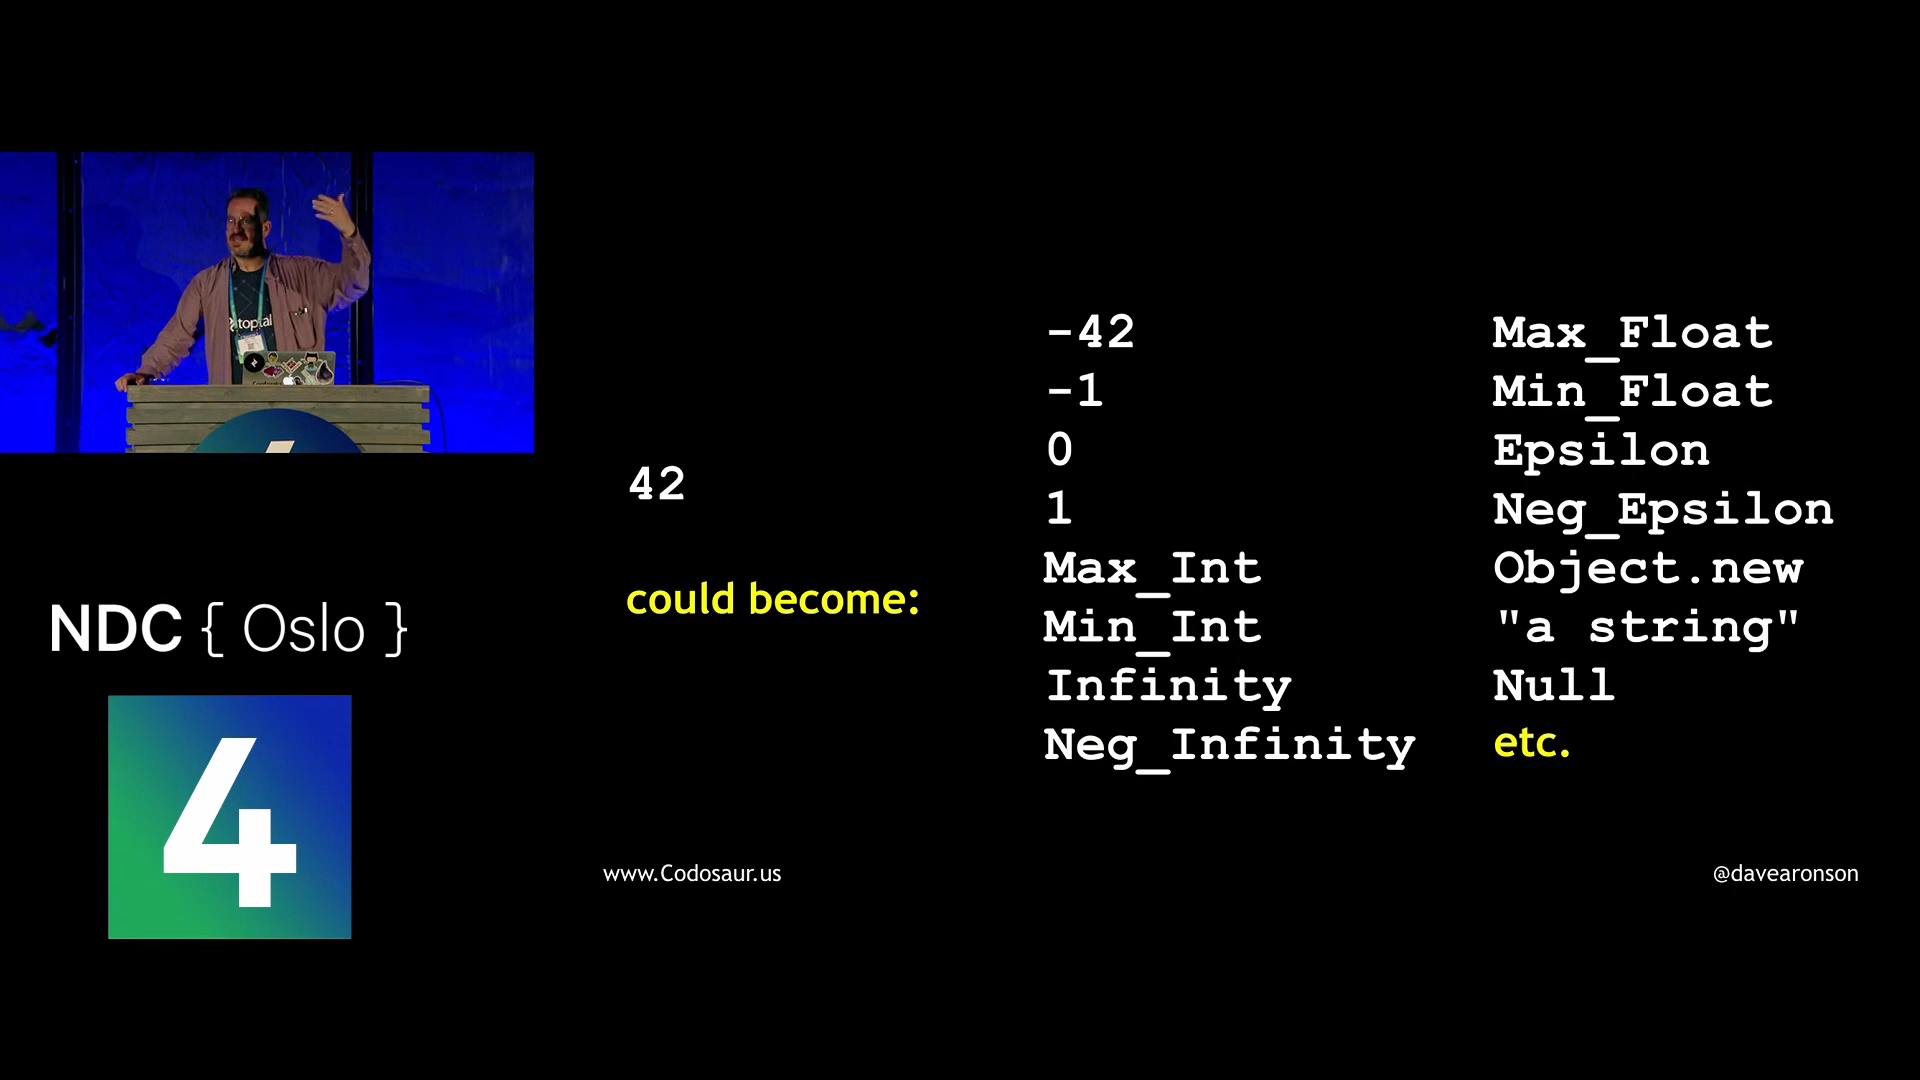 toptal
NDC { Oslo }
4
42
could become:
-42
-1
0
1
Max_Int
Min_Int
Infinity
Neg_Infinity
Max_Float
Min_Float
Epsilon
Neg_Epsilon
Object.new
"a string"
Null
etc.
www.Codosaur.us
@davearonson